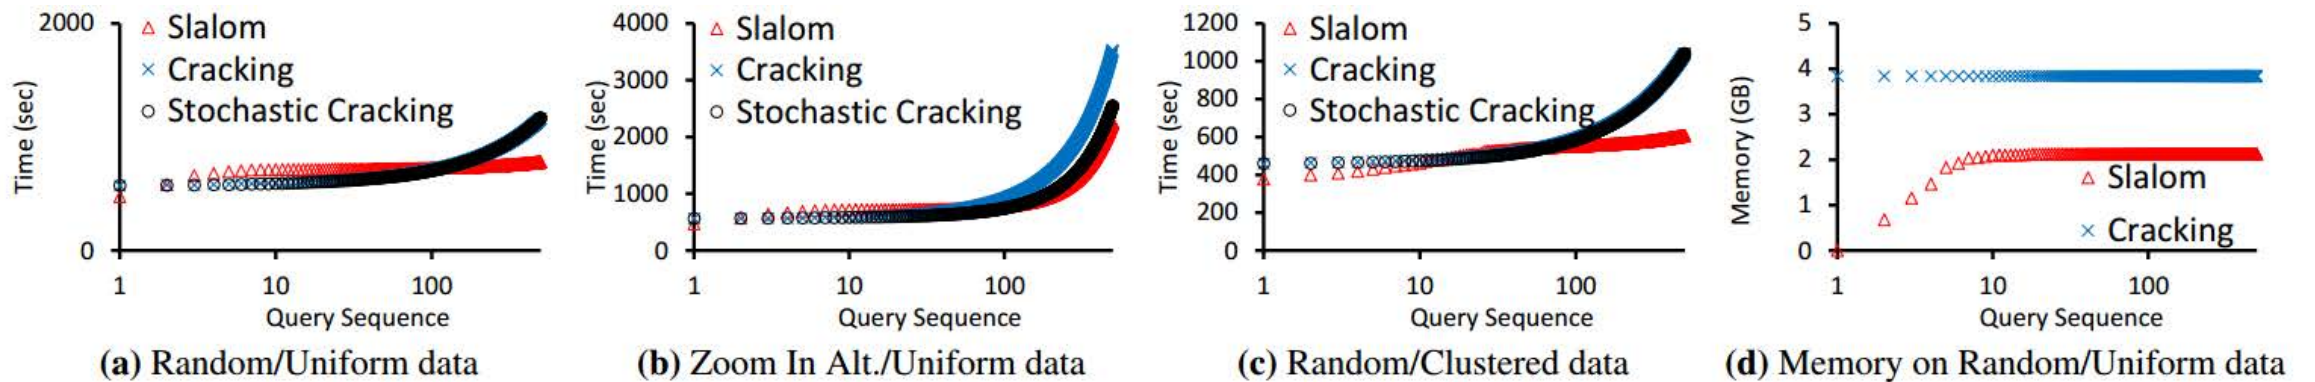 2000
0
Time (sec)
Slalom
Cracking
Stochastic Cracking
1 10 100
Query Sequence
(a) Random/Uniform data
4000
3000
2000
1000
0
Time (sec)
Slalom
Cracking
Stochastic Cracking
1 10 100
Query Sequence
(b) Zoom In Alt./Uniform data
1200
1000
800
600
400
200
0
Time (sec)
Slalom
Cracking
Stochastic Cracking
1 10 100
Query Sequence
(c) Random/Clustered data
5
4
3
2
1
0
Memory (GB)
Slalom
Cracking
1 10 100
Query Sequence
(d) Memory on Random/Uniform data